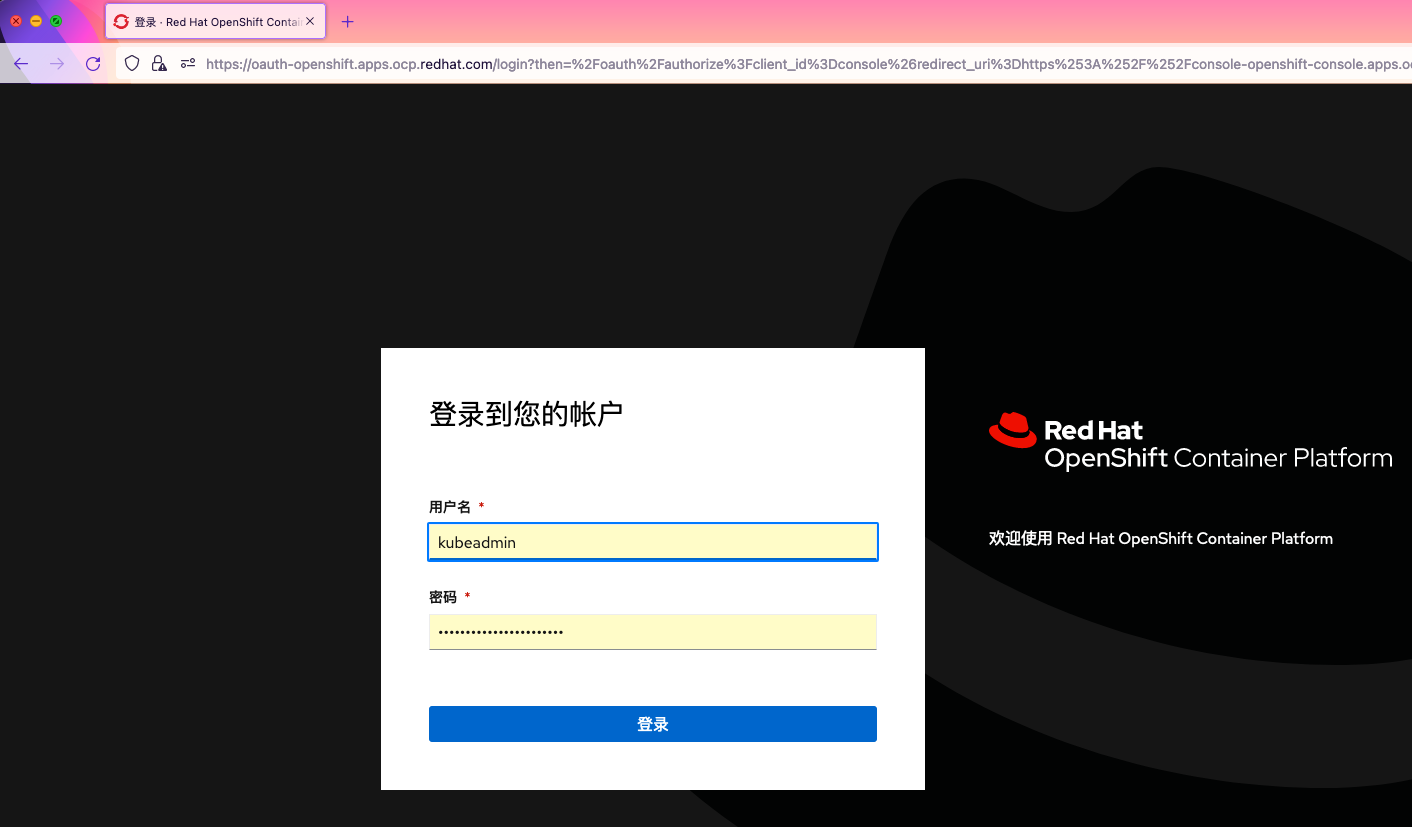 登录 · Red Hat OpenShift Contai
https://oauth-openshift.apps.ocp.redhat.com/login?then=%2Foauth%2Fauthorize%3Fclient_id%3Dconsole%26redirect_uri%3Dhttps%253A%252F%252Fconsole-openshift-console.apps.oc
登录到您的帐户
用户名 *
kubeadmin
密码 *
•••••••••••••••••••••••
登录
Red Hat
OpenShift Container Platform
欢迎使用 Red Hat OpenShift Container Platform